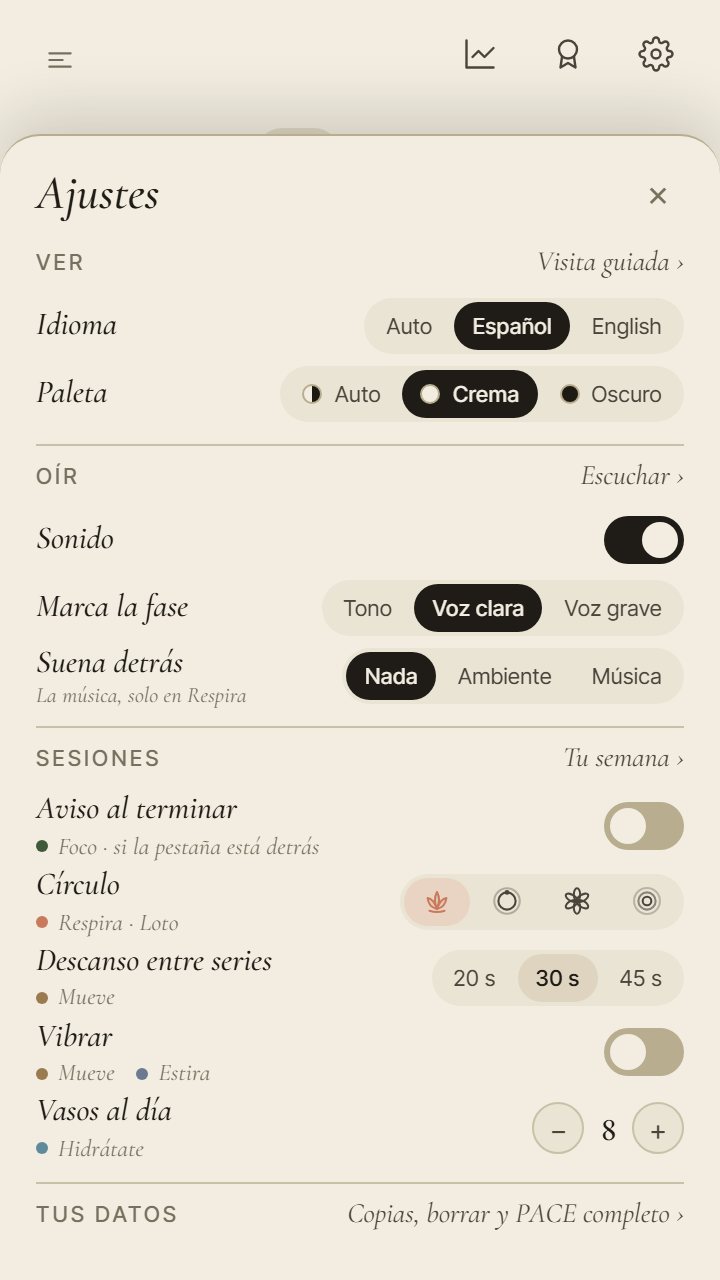 Ajustes ✕
VER Visita guiada ›
Idioma Auto Español English
Paleta Auto Crema Oscuro
OÍR Escuchar ›
Sonido
Marca la fase Tono Voz clara Voz grave
Suena detrás Nada Ambiente Música
La música, solo en Respira
SESIONES Tu semana ›
Aviso al terminar
Foco · si la pestaña está detrás
Círculo
Respira · Loto
Descanso entre series 20 s 30 s 45 s
Mueve
Vibrar
Mueve Estira
Vasos al día − 8 +
Hidrátate
TUS DATOS Copias, borrar y PACE completo ›